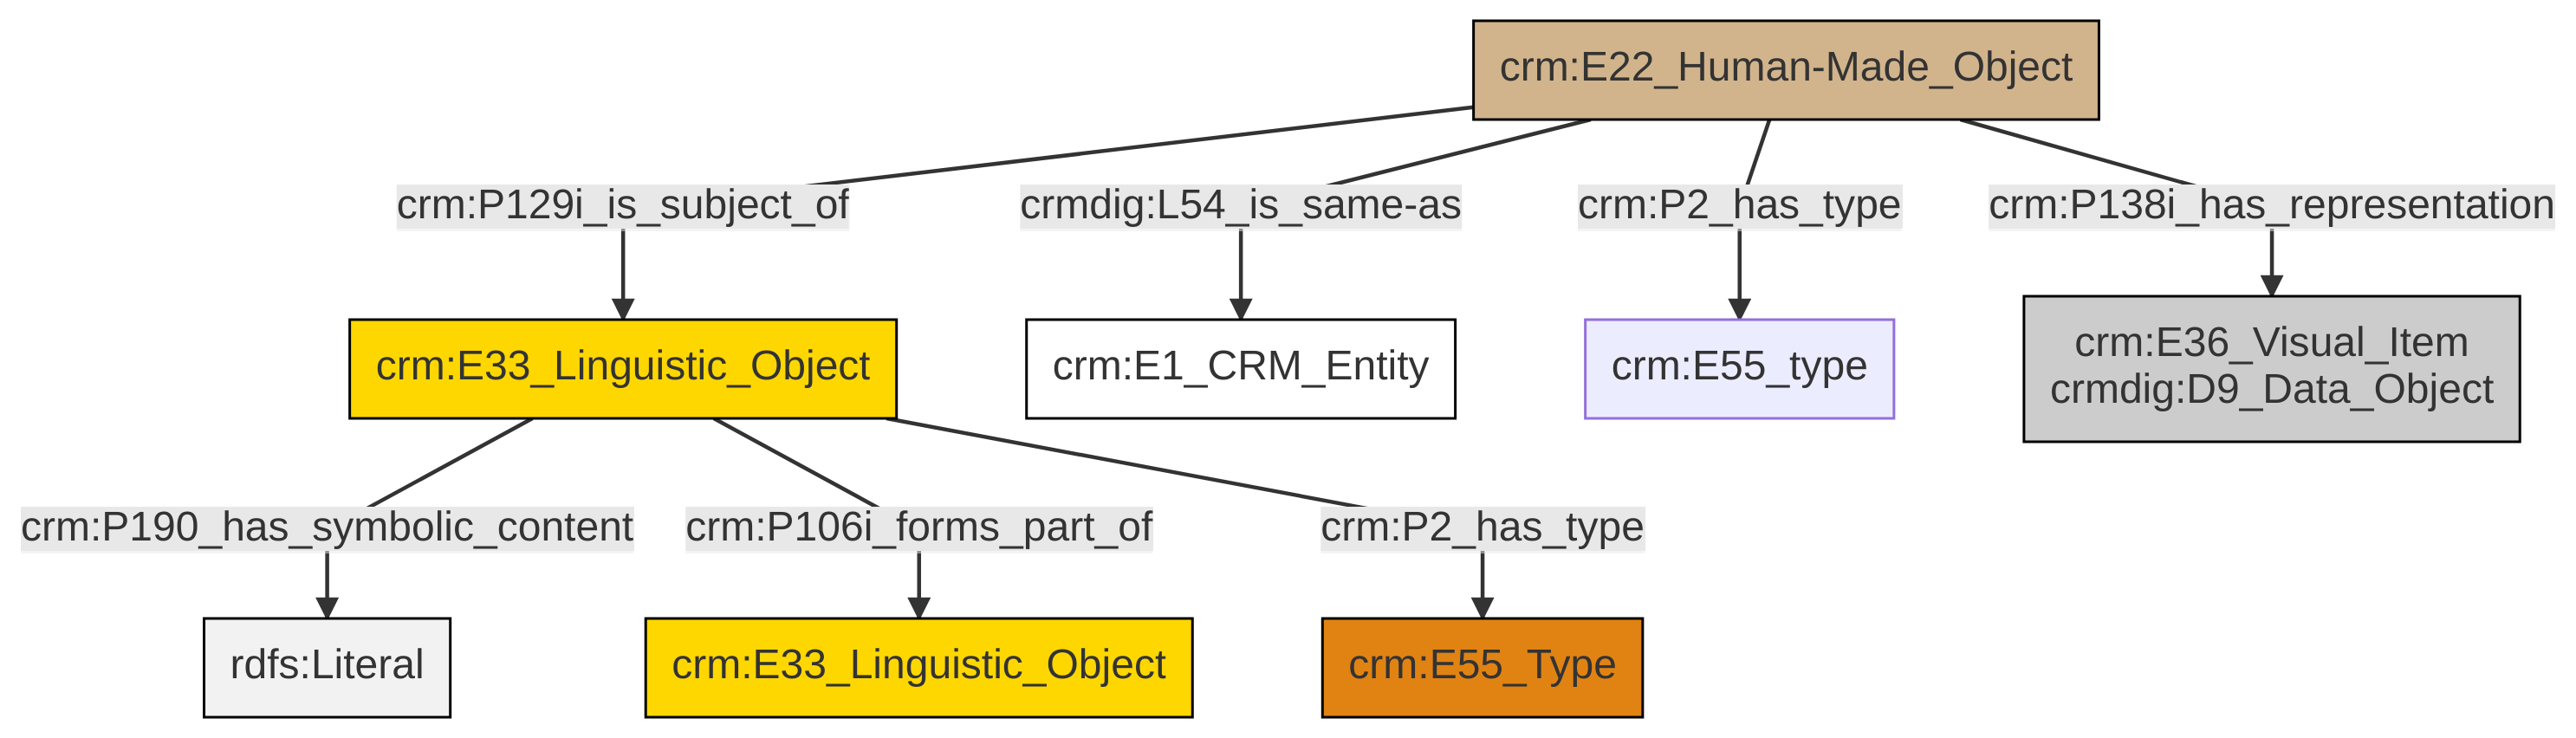 crm:E22_Human-Made_Object
crm:P129i_is_subject_of
crmdig:L54_is_same-as
crm:P2_has_type
crm:P138i_has_representation
crm:E33_Linguistic_Object
crm:E1_CRM_Entity
crm:E55_type
crm:E36_Visual_Item
crmdig:D9_Data_Object
crm:P190_has_symbolic_content
crm:P106i_forms_part_of
crm:P2_has_type
rdfs:Literal
crm:E33_Linguistic_Object
crm:E55_Type